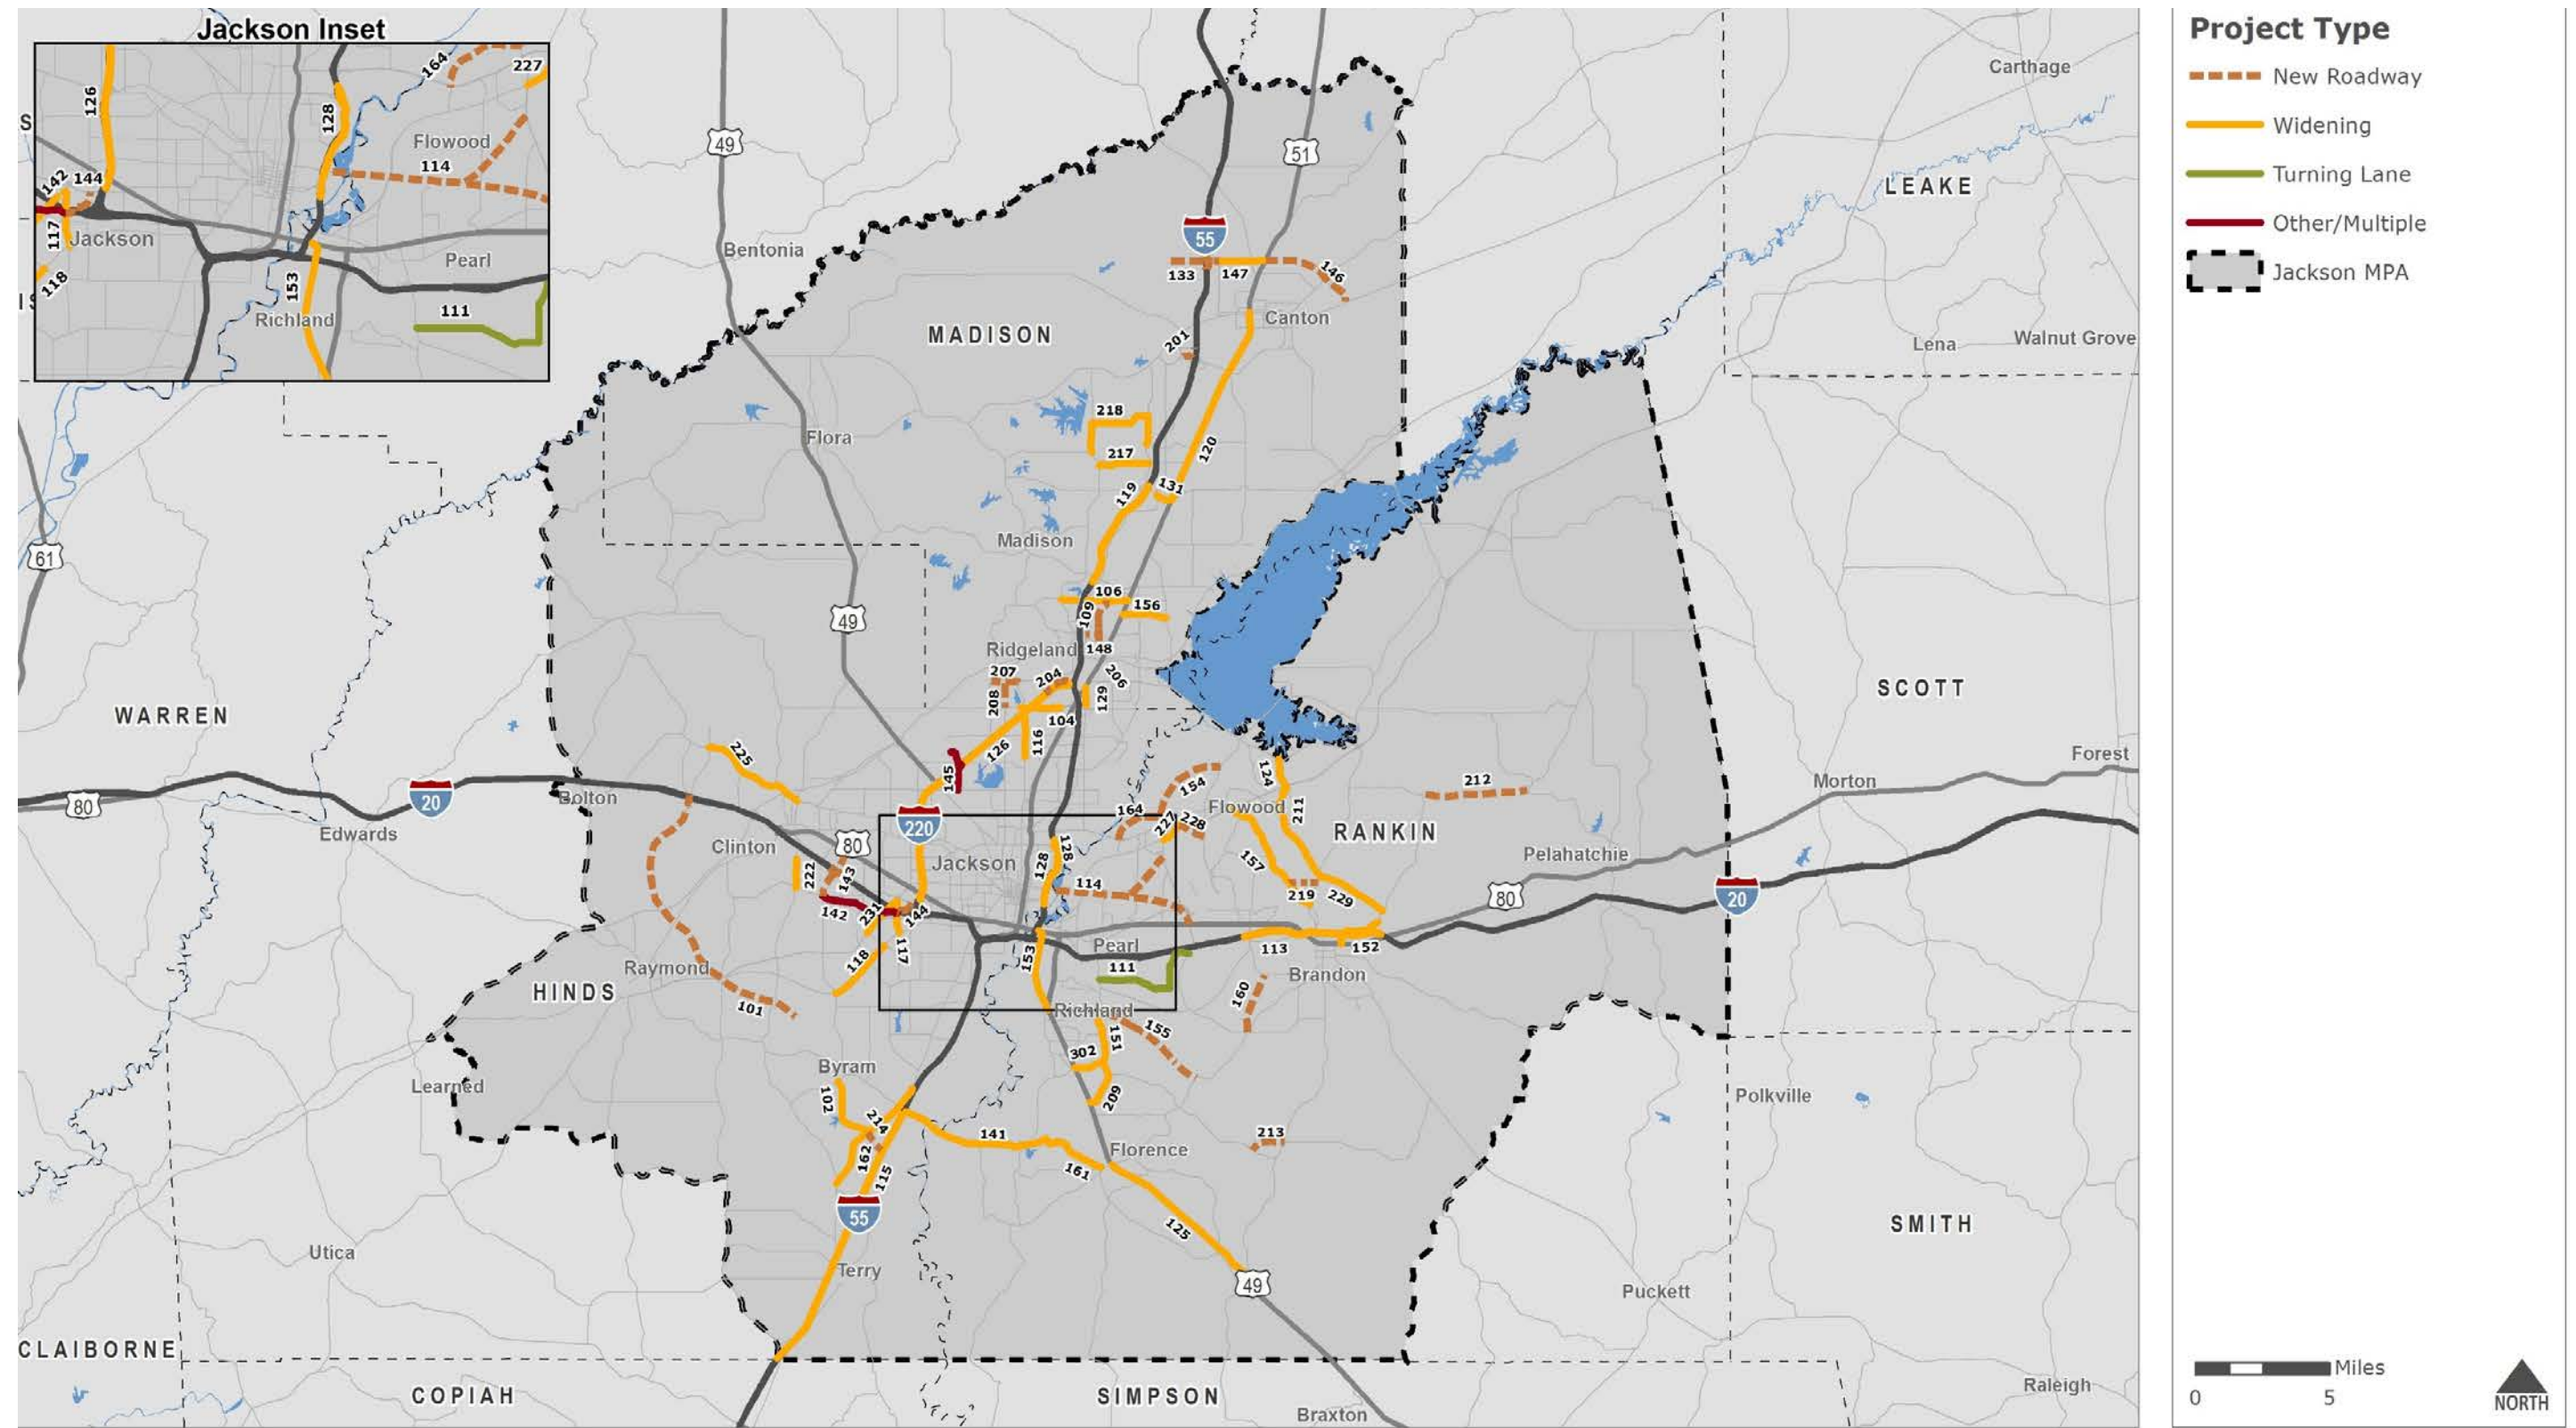 Jackson Inset
164
227
126
128
Flowood
114
142
144
117
Jackson
118
Pearl
153
111
Richland
S
IS
Project Type
New Roadway
Widening
Turning Lane
Other/Multiple
Jackson MPA
Carthage
49
51
LEAKE
55
Bentonia
133
147
146
MADISON
Canton
201
Lena
Walnut Grove
218
Flora
217
120
119
131
61
Madison
106
156
109
49
Ridgeland
148
207
204
206
208
129
104
SCOTT
WARREN
116
126
225
145
124
212
Forest
Morton
80
20
Bolton
154
Flowood
211
Edwards
220
164
227
228
RANKIN
Clinton
80
Jackson
128
128
157
Pelahatchie
222
143
114
219
229
80
20
142
231
144
117
118
153
Pearl
113
152
111
Brandon
Raymond
HINDS
101
160
Richland
151
155
302
Byram
Learned
102
209
Polkville
214
141
213
162
115
161
Florence
55
125
SMITH
Utica
Terry
49
Puckett
CLAIBORNE
COPIAH
SIMPSON
Braxton
Raleigh
Miles
0 5
NORTH